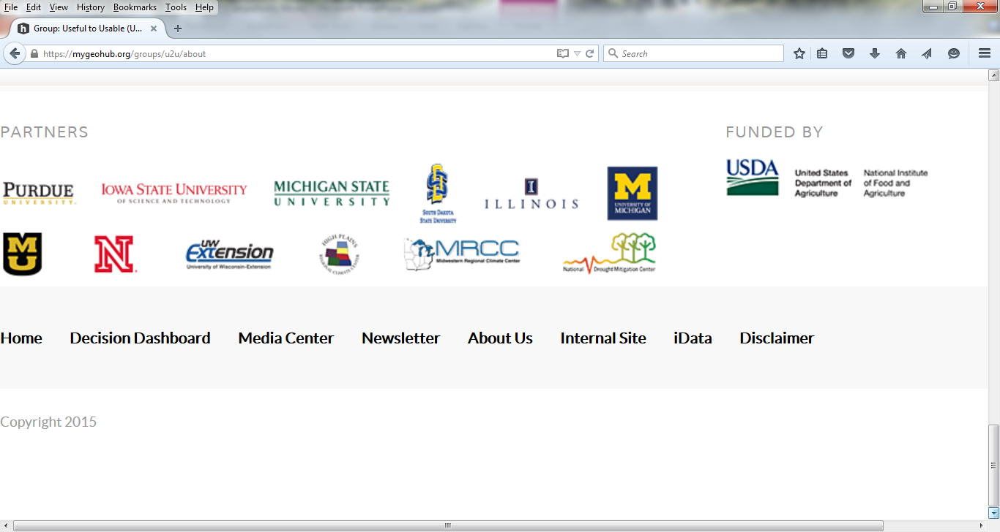 File Edit View History Bookmarks Tools Help
Group: Useful to Usable (U...
https://mygeohub.org/groups/u2u/about
Search
PARTNERS
FUNDED BY
PURDUE
UNIVERSITY
IOWA STATE UNIVERSITY
OF SCIENCE AND TECHNOLOGY
MICHIGAN STATE
UNIVERSITY
SOUTH DAKOTA
STATE UNIVERSITY
I
ILLINOIS
M
UNIVERSITY OF
MICHIGAN
USDA
United States
Department of
Agriculture
National Institute
of Food and
Agriculture
MU
N
UW
Extension
University of Wisconsin-Extension
HIGH PLAINS
REGIONAL CLIMATE CENTER
MRCC
Midwestern Regional Climate Center
National Drought Mitigation Center
Home Decision Dashboard Media Center Newsletter About Us Internal Site iData Disclaimer
Copyright 2015